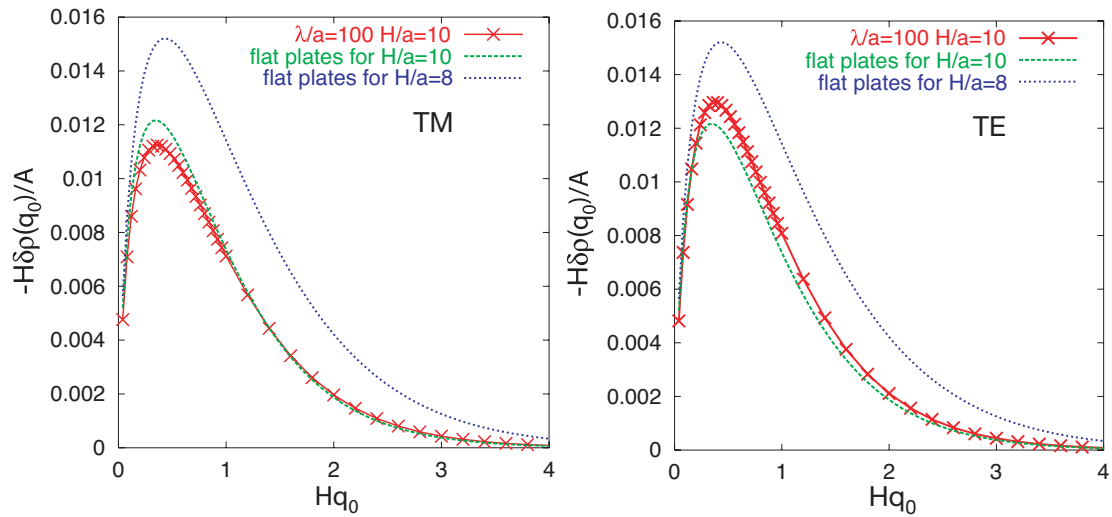 0.016
0.014
0.012
0.01
0.008
0.006
0.004
0.002
0
-Hδρ(q₀)/A
λ/a=100 H/a=10
flat plates for H/a=10
flat plates for H/a=8
TM
0 1 2 3 4
Hq₀
0.016
0.014
0.012
0.01
0.008
0.006
0.004
0.002
0
-Hδρ(q₀)/A
λ/a=100 H/a=10
flat plates for H/a=10
flat plates for H/a=8
TE
0 1 2 3 4
Hq₀